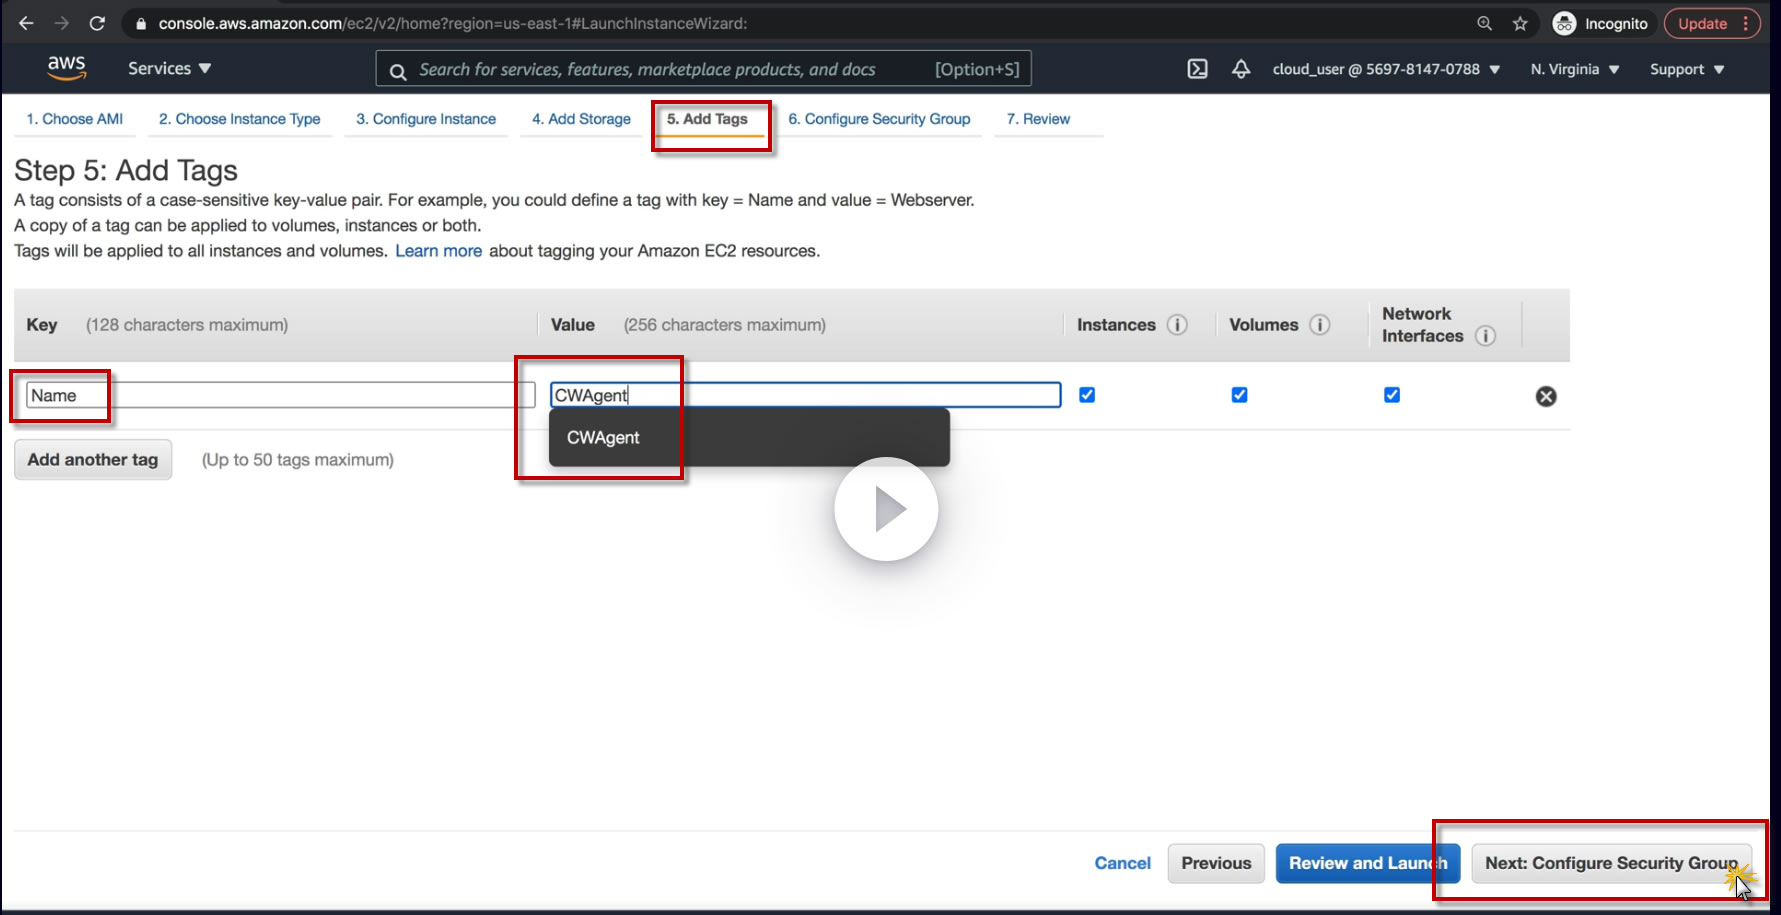 console.aws.amazon.com/ec2/v2/home?region=us-east-1#LaunchInstanceWizard:
Incognito
Update
aws
Services
Search for services, features, marketplace products, and docs
[Option+S]
cloud_user @ 5697-8147-0788
N. Virginia
Support
1. Choose AMI
2. Choose Instance Type
3. Configure Instance
4. Add Storage
5. Add Tags
6. Configure Security Group
7. Review
Step 5: Add Tags
A tag consists of a case-sensitive key-value pair. For example, you could define a tag with key = Name and value = Webserver.
A copy of a tag can be applied to volumes, instances or both.
Tags will be applied to all instances and volumes. Learn more about tagging your Amazon EC2 resources.
Key (128 characters maximum)
Value (256 characters maximum)
Instances
Volumes
Network
Interfaces
Name
CWAgent
CWAgent
Add another tag
(Up to 50 tags maximum)
Cancel
Previous
Review and Launch
Next: Configure Security Group